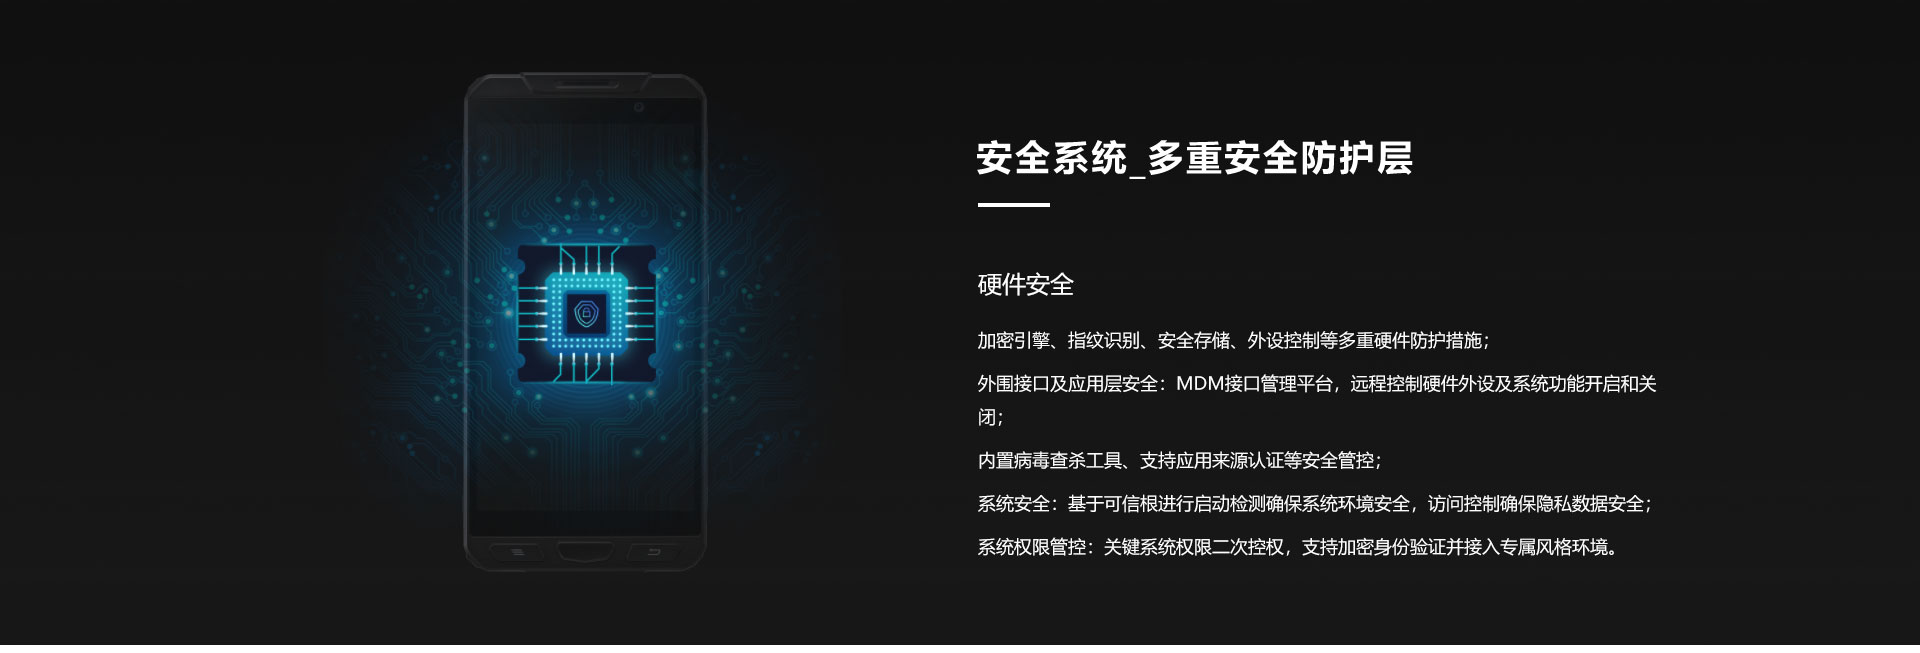 安全系统_多重安全防护层
硬件安全
加密引擎、指纹识别、安全存储、外设控制等多重硬件防护措施；
外围接口及应用层安全：MDM接口管理平台，远程控制硬件外设及系统功能开启和关
闭；
内置病毒查杀工具、支持应用来源认证等安全管控；
系统安全：基于可信根进行启动检测确保系统环境安全，访问控制确保隐私数据安全；
系统权限管控：关键系统权限二次控权，支持加密身份验证并接入专属风格环境。